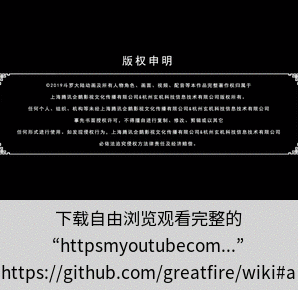 版权申明
©2019斗罗大陆动画及所有人物角色、画面、视频、配音等本作品完整著作权归属于
上海腾讯企鹅影视文化传播有限公司&杭州玄机科技信息技术有限公司版权所有。
任何个人、组织、机构等未经上海腾讯企鹅影视文化传播有限公司&杭州玄机科技信息技术有限公司
事先书面授权许可，不得擅自进行复制、修改、剪辑或以其它
任何形式进行使用，如发现侵权行为，上海腾讯企鹅影视文化传播有限公司&杭州玄机科技信息技术有限公司
必依法追究侵权方法律责任及经济赔偿。
下载自由浏览观看完整的
“httpsmyoutubecom...”
https://github.com/greatfire/wiki#a